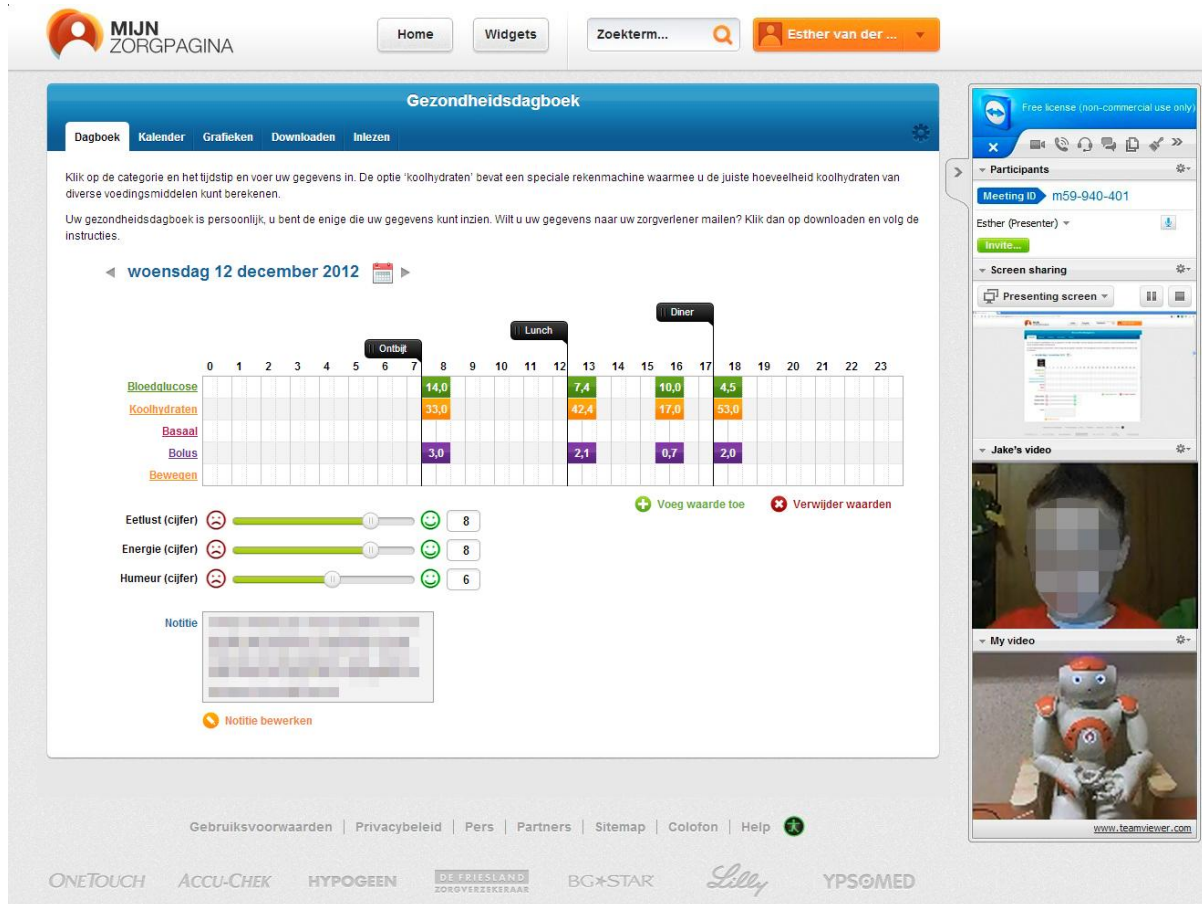 MIJN
ZORGPAGINA
Home
Widgets
Zoekterm...
Esther van der ...
Gezondheidsdagboek
Dagboek Kalender Grafieken Downloaden Inlezen
Klik op de categorie en het tijdstip en voer uw gegevens in. De optie ‘koolhydraten’ bevat een speciale rekenmachine waarmee u de juiste hoeveelheid koolhydraten van
diverse voedingsmiddelen kunt berekenen.
Uw gezondheidsdagboek is persoonlijk, u bent de enige die uw gegevens kunt inzien. Wilt u uw gegevens naar uw zorgverlener mailen? Klik dan op downloaden en volg de
instructies.
woensdag 12 december 2012
Diner
Lunch
Ontbijt
0 1 2 3 4 5 6 7 8 9 10 11 12 13 14 15 16 17 18 19 20 21 22 23
Bloedglucose 14,0 7,4 10,0 4,5
Koolhydraten 33,0 42,4 17,0 53,0
Basaal
Bolus 3,0 2,1 0,7 2,0
Bewegen
Voeg waarde toe Verwijder waarden
Eetlust (cijfer) 8
Energie (cijfer) 8
Humeur (cijfer) 6
Notitie
Notitie bewerken
Gebruiksvoorwaarden | Privacybeleid | Pers | Partners | Sitemap | Colofon | Help
ONETOUCH ACCU-CHEK HYPOGEEN DE FRIESLAND ZORGVERZEKERAAR BG★STAR Lilly YPSOMED
Free license (non-commercial use only)
Participants
Meeting ID m59-940-401
Esther (Presenter)
Invite...
Screen sharing
Presenting screen
Jake's video
My video
www.teamviewer.com